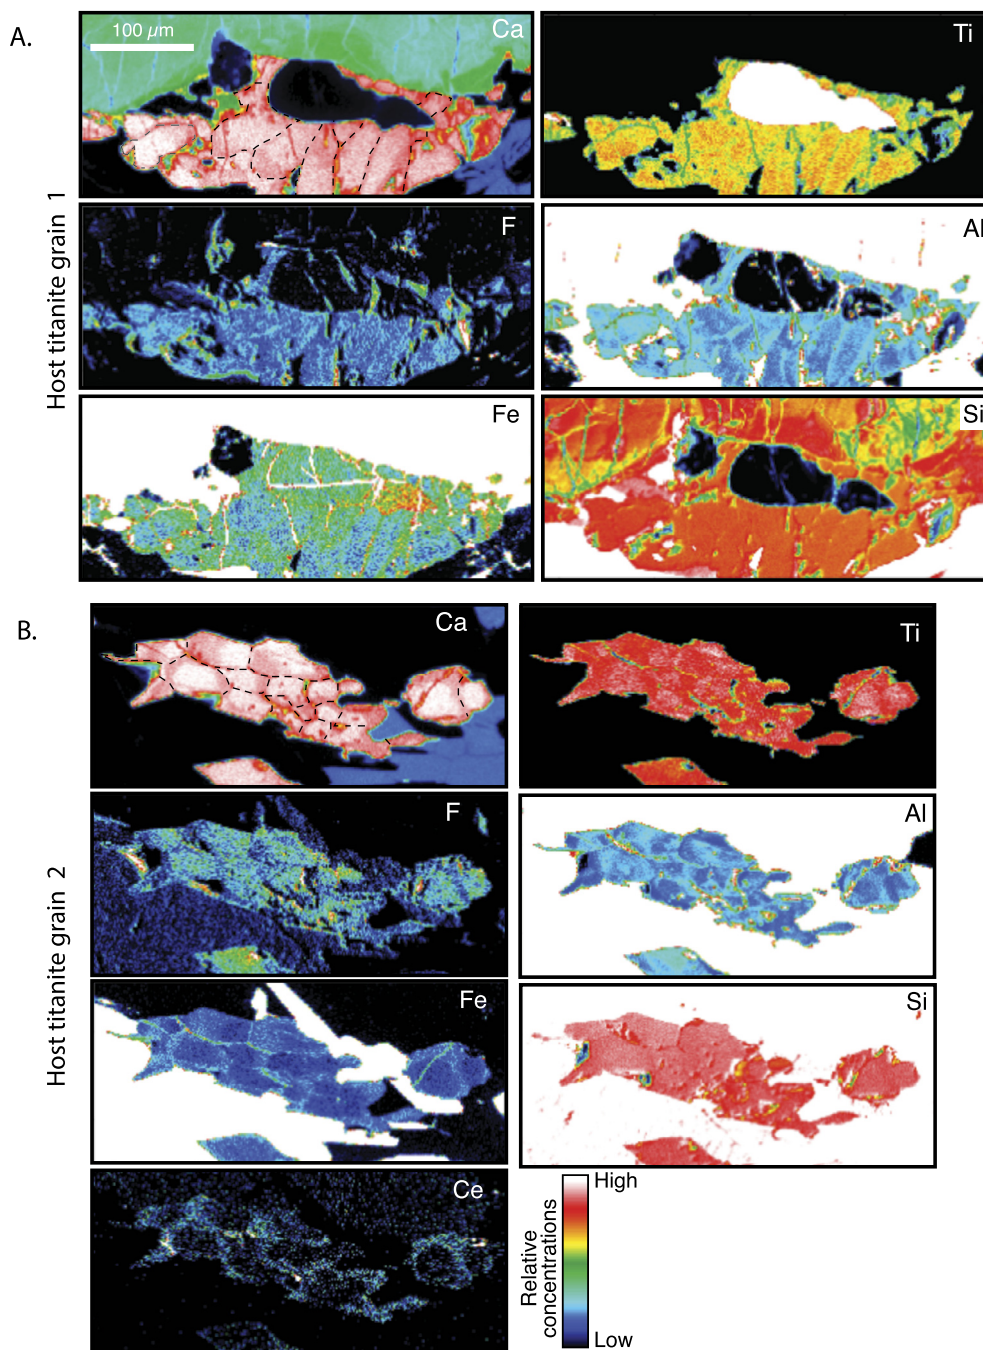 A.
100 µm
Ca
Ti
Host titanite grain 1
F
Al
Fe
Si
B.
Ca
Ti
Host titanite grain 2
F
Al
Fe
Si
Ce
Relative
concentrations
High
Low